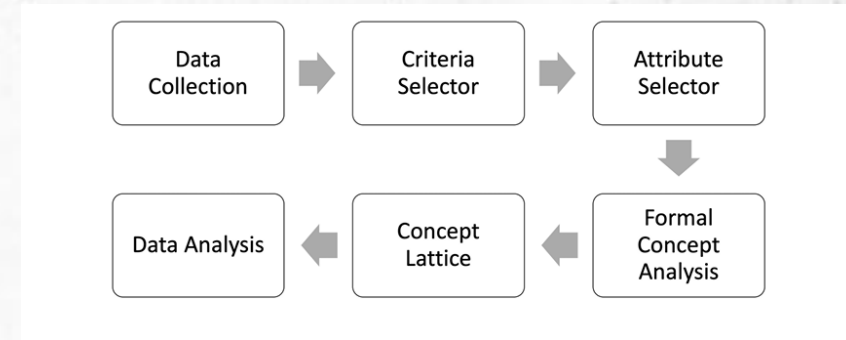 Data
Collection
Criteria
Selector
Attribute
Selector
Formal
Concept
Analysis
Concept
Lattice
Data Analysis